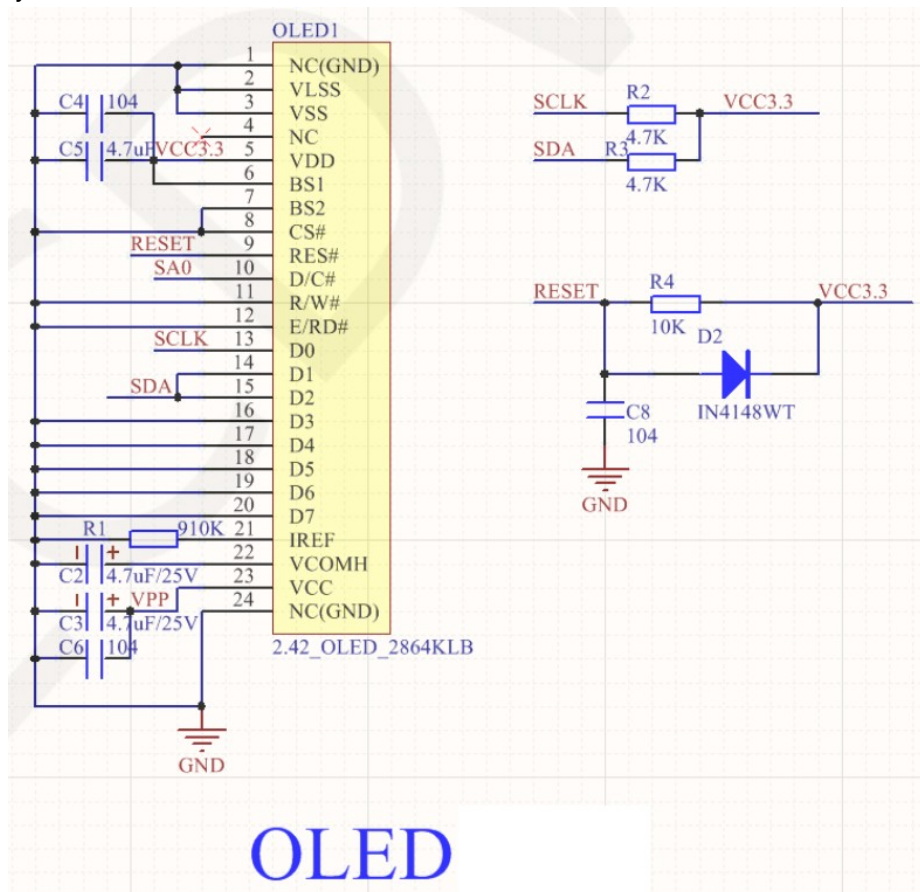 OLED1
1 NC(GND)
2 VLSS
3 VSS
4 NC
5 VDD
6 BS1
7 BS2
8 CS#
9 RES#
10 D/C#
11 R/W#
12 E/RD#
13 D0
14 D1
15 D2
16 D3
17 D4
18 D5
19 D6
20 D7
21 IREF
22 VCOMH
23 VCC
24 NC(GND)
2.42_OLED_2864KLB
C4 104
C5 4.7uF VCC3.3
RESET
SA0
SCLK
SDA
R1 910K
C2 4.7uF/25V
VPP
C3 4.7uF/25V
C6 104
GND
SCLK R2 VCC3.3
4.7K
SDA R3
4.7K
RESET R4 VCC3.3
10K
D2
IN4148WT
C8
104
GND
OLED